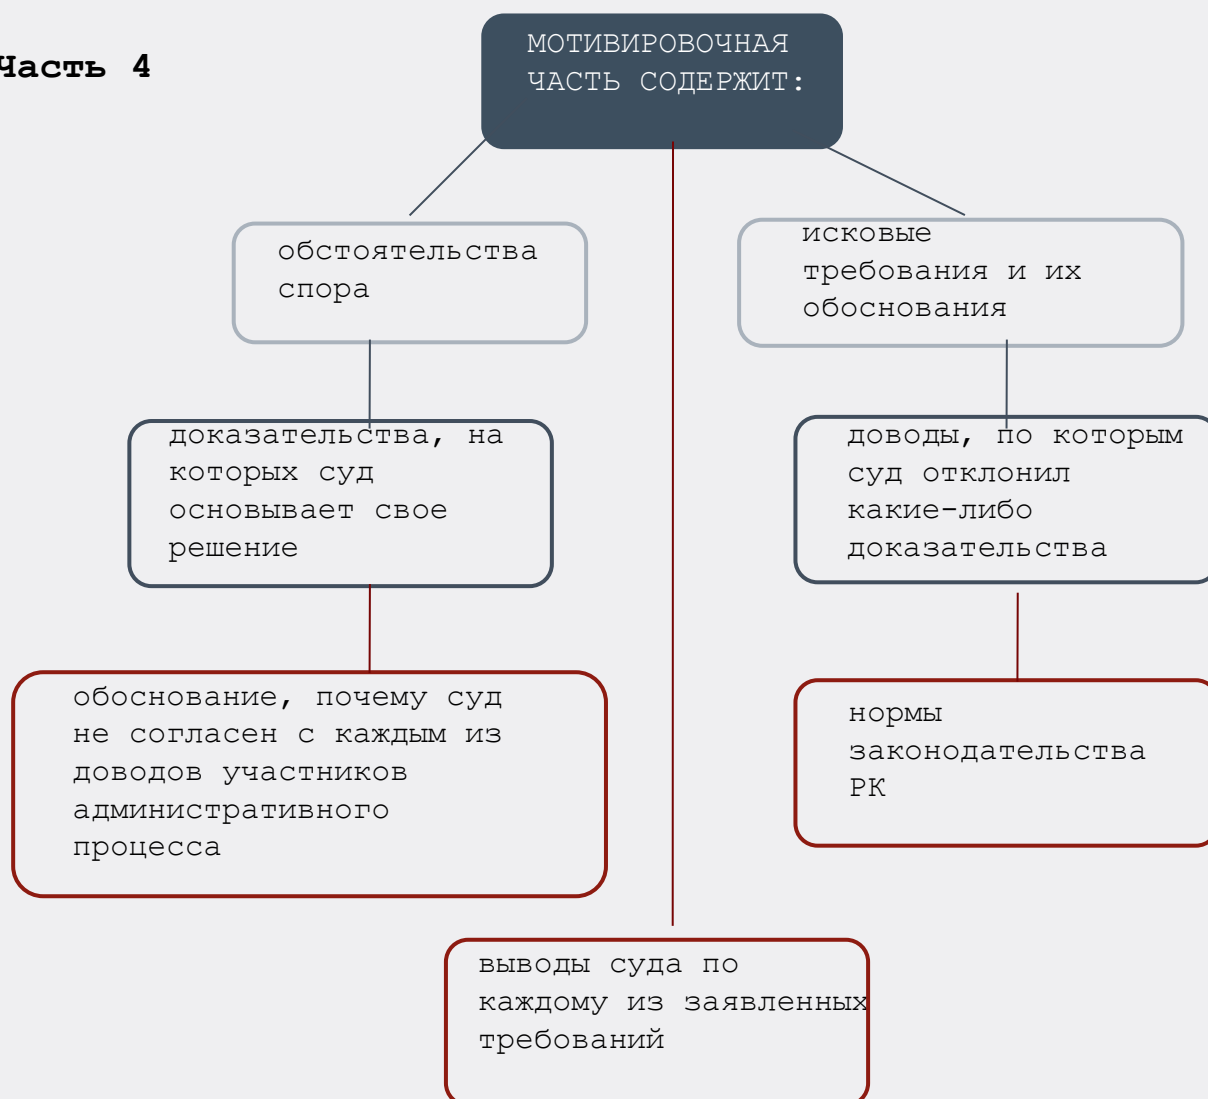 Часть 4
МОТИВИРОВОЧНАЯ
ЧАСТЬ СОДЕРЖИТ:
обстоятельства
спора
исковые
требования и их
обоснования
доказательства, на
которых суд
основывает свое
решение
доводы, по которым
суд отклонил
какие-либо
доказательства
обоснование, почему суд
не согласен с каждым из
доводов участников
административного
процесса
нормы
законодательства
РК
выводы суда по
каждому из заявленных
требований